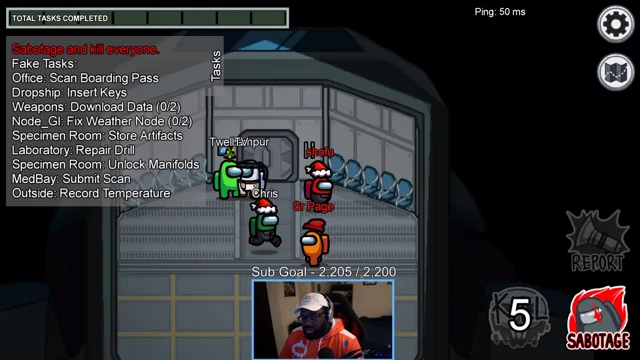 TOTAL TASKS COMPLETED
Ping: 50 ms
Sabotage and kill everyone.
Fake Tasks:
Office: Scan Boarding Pass
Dropship: Insert Keys
Weapons: Download Data (0/2)
Node_GI: Fix Weather Node (0/2)
Specimen Room: Store Artifacts
Laboratory: Repair Drill
Specimen Room: Unlock Manifolds
MedBay: Submit Scan
Outside: Record Temperature
Tasks
Chris
Sr Page
Sub Goal - 2,205 / 2,200
REPORT
5
SABOTAGE